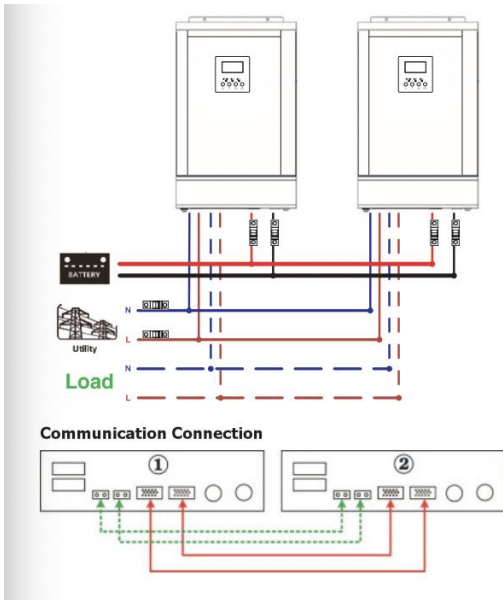 BATTERY
N
Utility
L
Load
N
L
Communication Connection
① ②